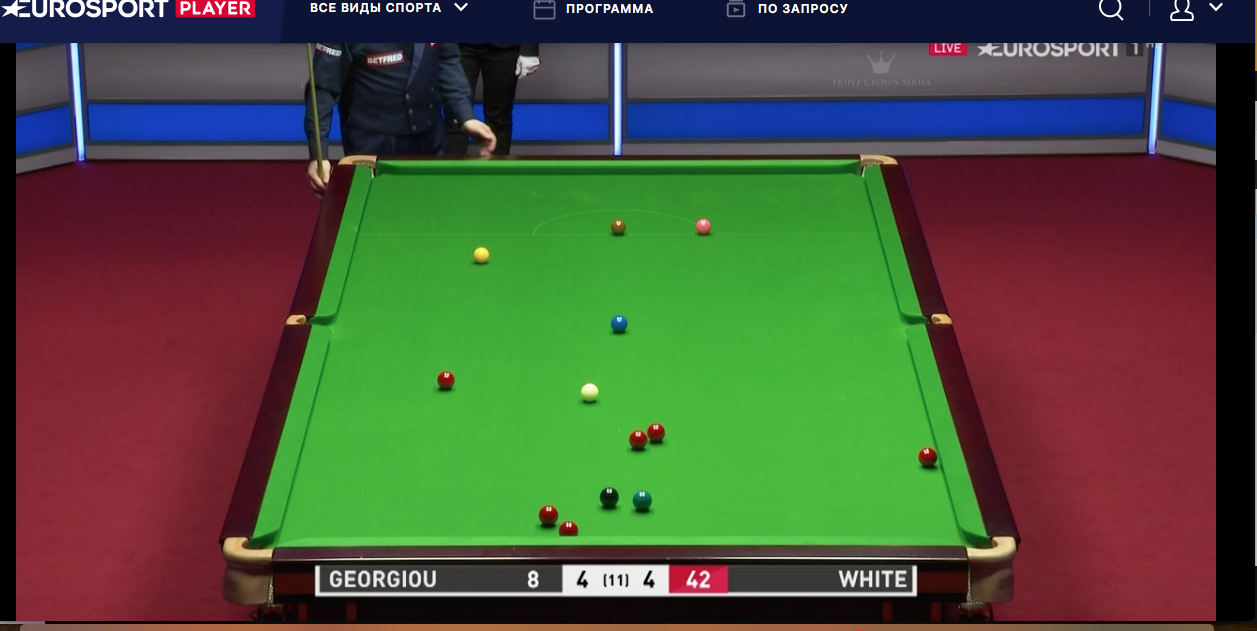 EUROSPORT PLAYER ВСЕ ВИДЫ СПОРТА ПРОГРАММА ПО ЗАПРОСУ
BETFRED
LIVE EUROSPORT 1
TRIPLE CROWN SERIES
GEORGIOU 8 4 (11) 4 42 WHITE